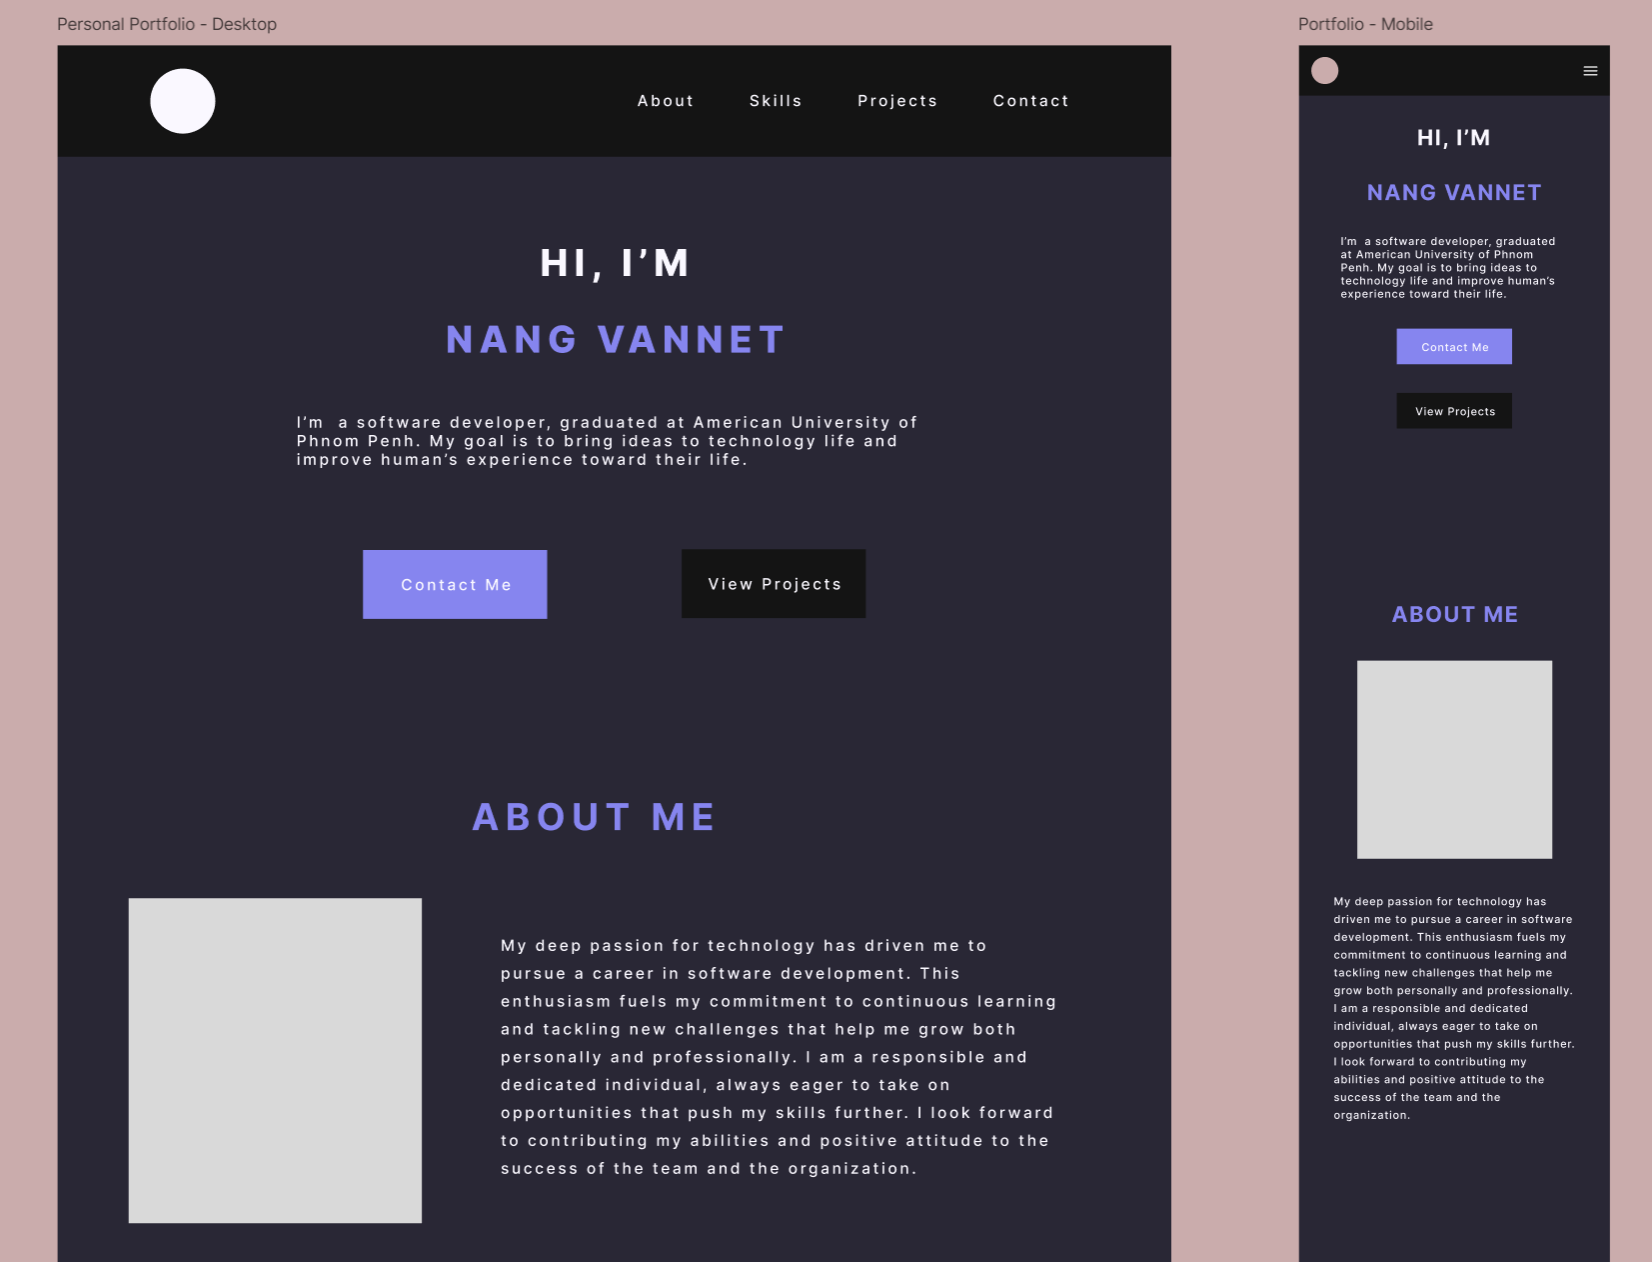 Personal Portfolio - Desktop
About Skills Projects Contact
HI, I’M
NANG VANNET
I’m  a software developer, graduated at American University of
Phnom Penh. My goal is to bring ideas to technology life and
improve human’s experience toward their life.
Contact Me
View Projects
ABOUT ME
My deep passion for technology has driven me to
pursue a career in software development. This
enthusiasm fuels my commitment to continuous learning
and tackling new challenges that help me grow both
personally and professionally. I am a responsible and
dedicated individual, always eager to take on
opportunities that push my skills further. I look forward
to contributing my abilities and positive attitude to the
success of the team and the organization.
Portfolio - Mobile
HI, I’M
NANG VANNET
I’m  a software developer, graduated
at American University of Phnom
Penh. My goal is to bring ideas to
technology life and improve human’s
experience toward their life.
Contact Me
View Projects
ABOUT ME
My deep passion for technology has
driven me to pursue a career in software
development. This enthusiasm fuels my
commitment to continuous learning and
tackling new challenges that help me
grow both personally and professionally.
I am a responsible and dedicated
individual, always eager to take on
opportunities that push my skills further.
I look forward to contributing my
abilities and positive attitude to the
success of the team and the
organization.